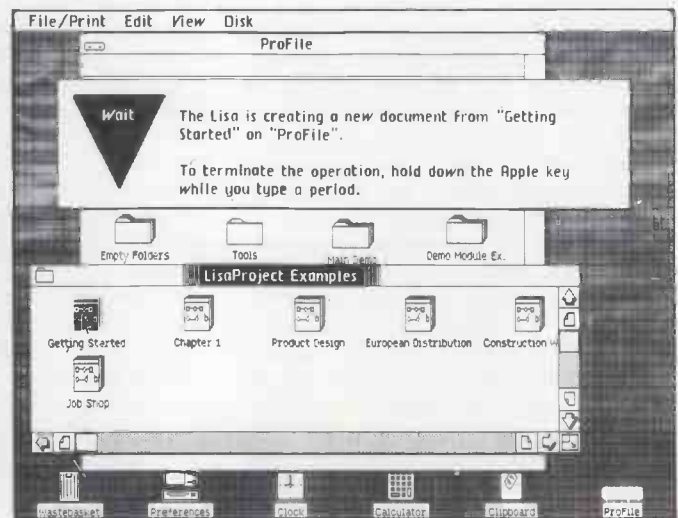 File/Print Edit View Disk
ProFile
Wait
The Lisa is creating a new document from "Getting
Started" on "ProFile".
To terminate the operation, hold down the Apple key
while you type a period.
Empty Folders Tools Main Demo Demo Module Ex.
LisaProject Examples
Getting Started Chapter 1 Product Design European Distribution Construction W
Job Shop
Wastebasket Preferences Clock Calculator Clipboard ProFile